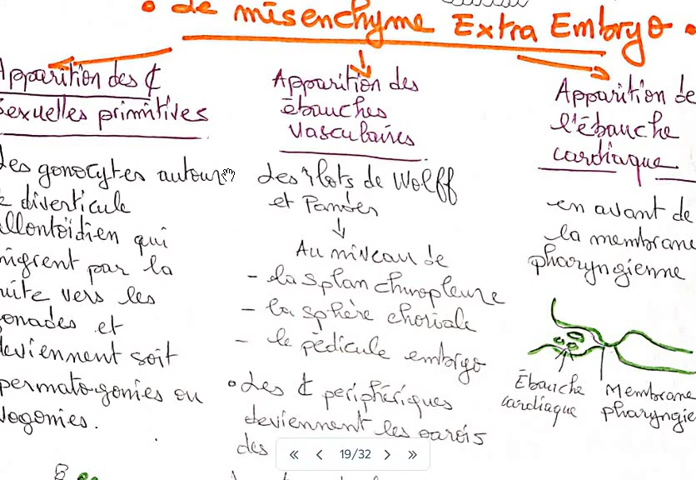 de misenchyme Extra Embryo
Apparition des ¢
sexuelles primitives
des gonocytes autour
diverticule
allontoïdien qui
migrent par la
suite vers les
gonades et
deviennent soit
spermatogonies ou
ovogonies.
Apparition des
ébauches
vasculaires
des îlots de Wolff
et Pander
Au niveau de
- la splanchnopleure
- la sphère choriale
- le pédicule embryo
• Les ¢ périphériques
deviennent les parois
des
Apparition de
l'ébauche
cardiaque
en avant de
la membrane
pharyngienne
Ébauche
cardiaque
Membrane
pharyngie
19/32